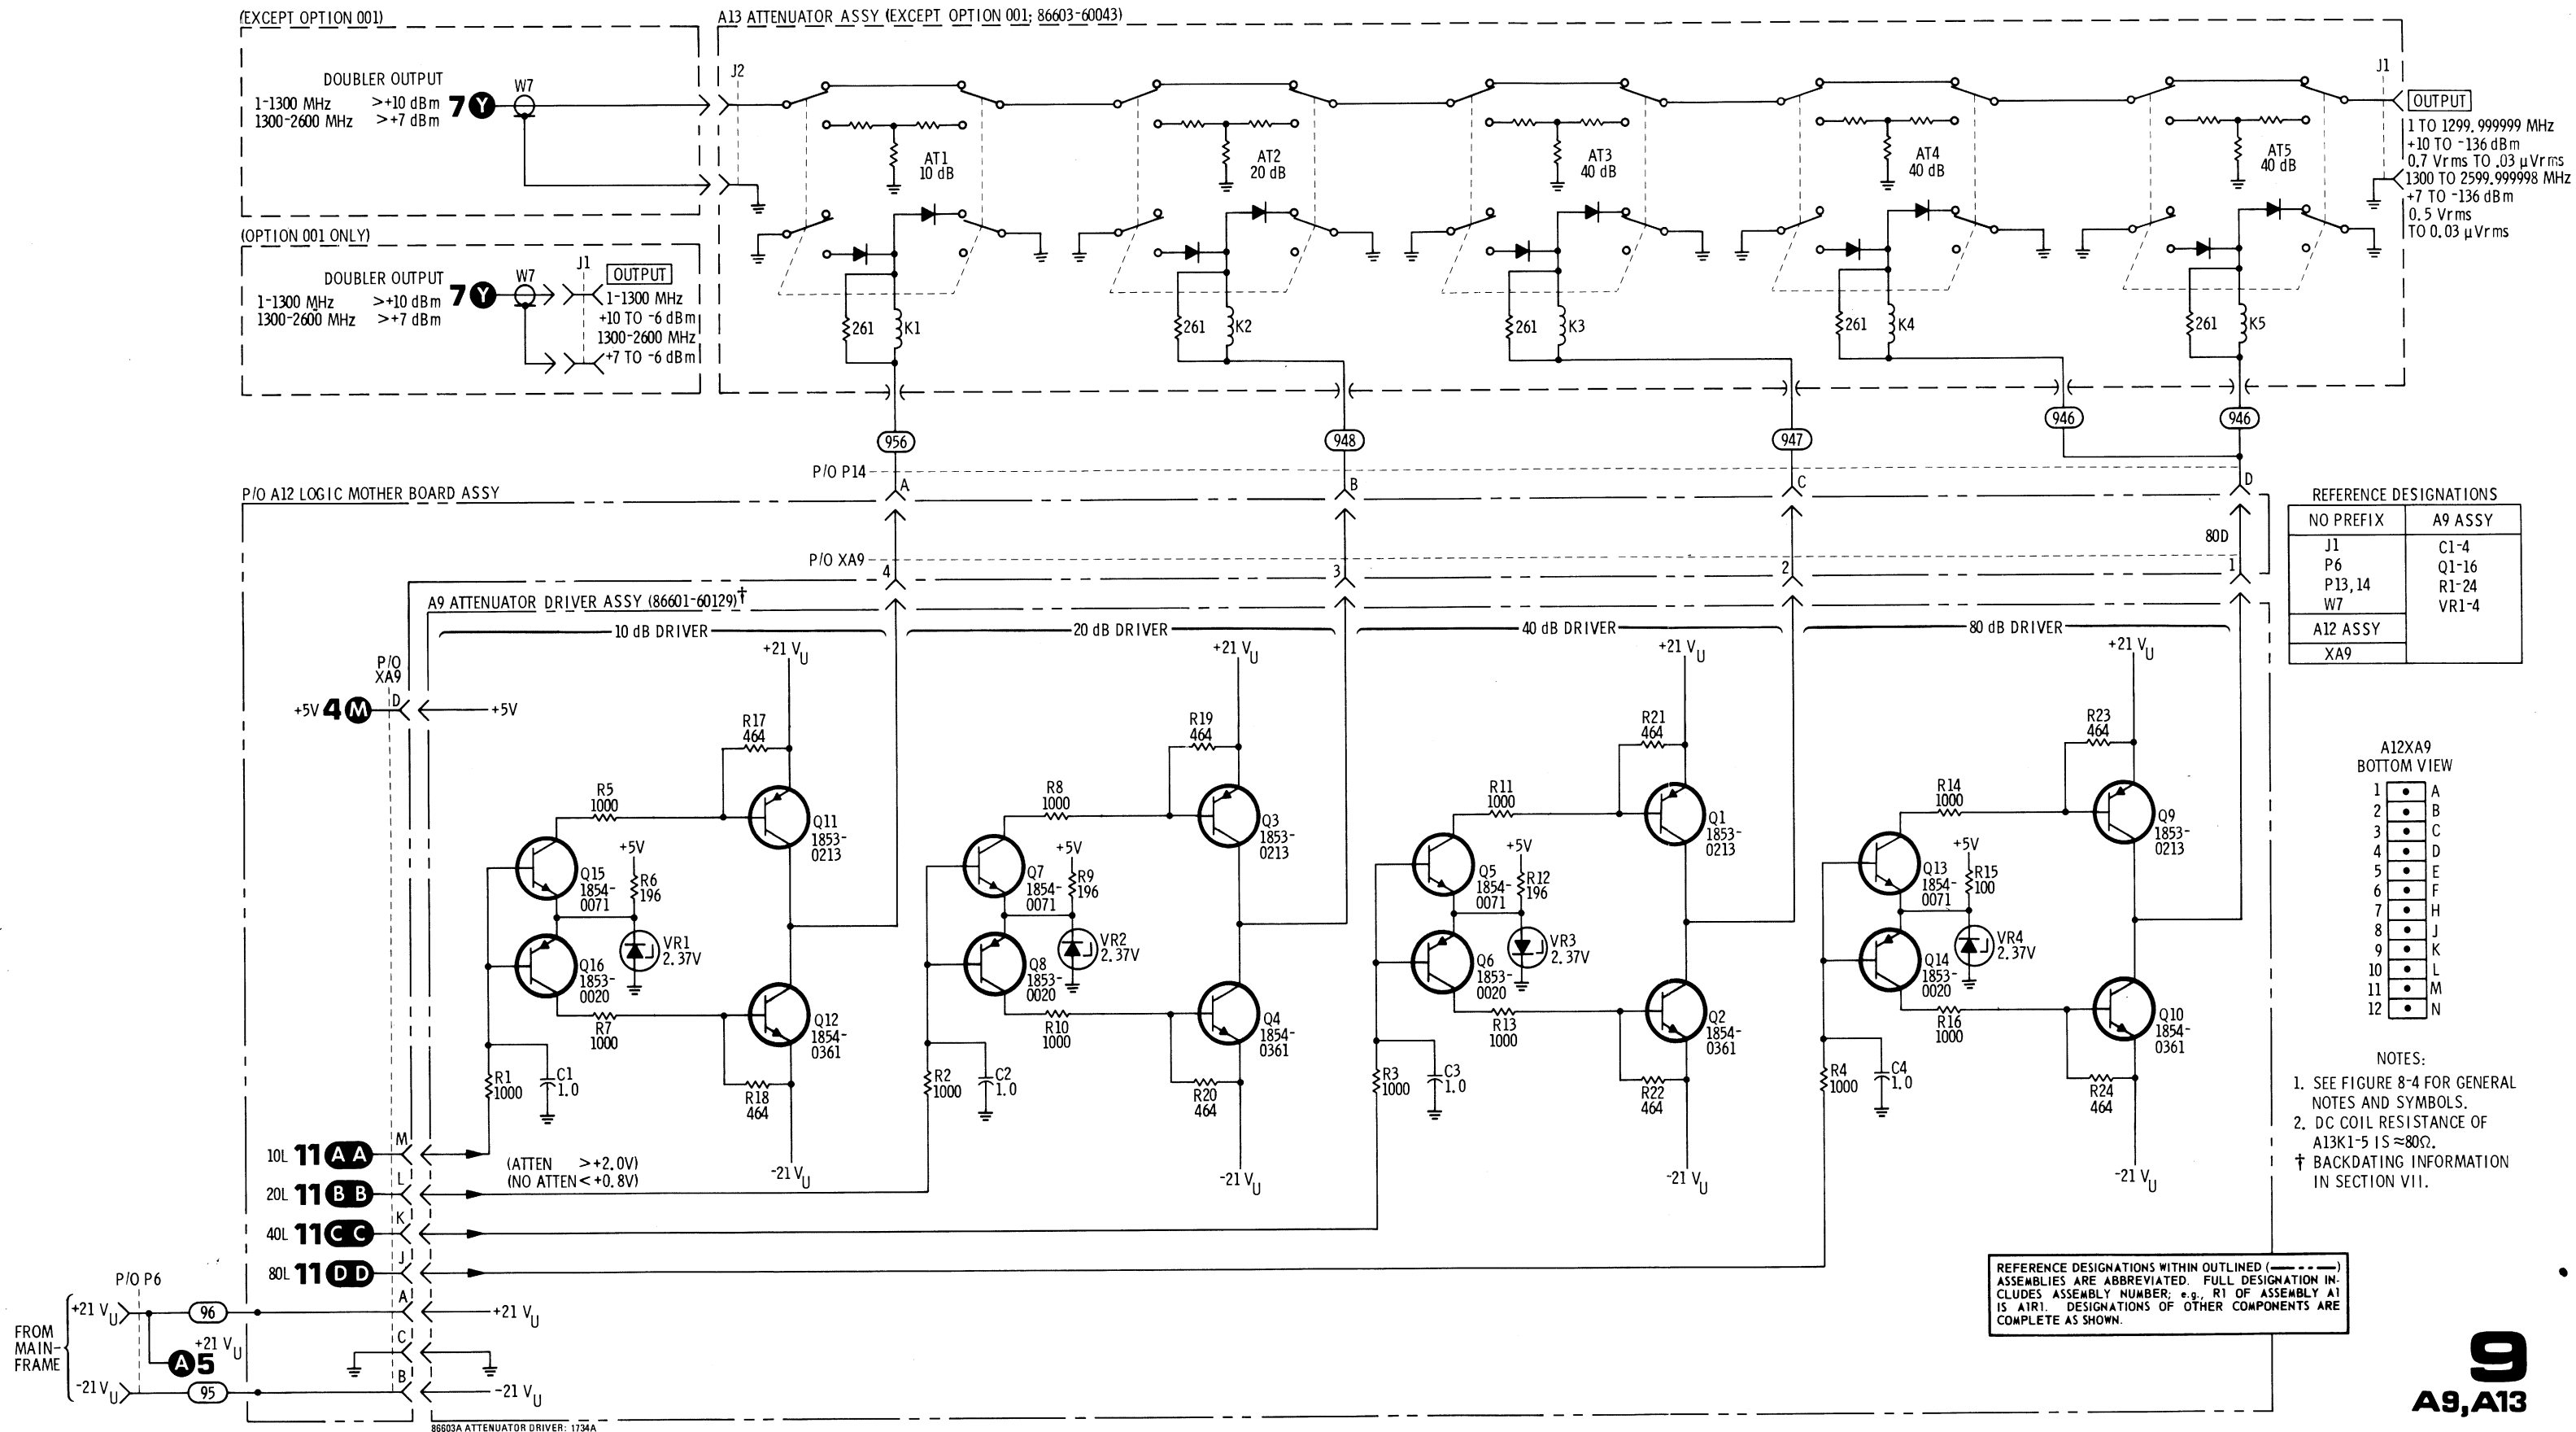 (EXCEPT OPTION 001)
DOUBLER OUTPUT
1-1300 MHz >+10 dBm
1300-2600 MHz >+7 dBm
7 Y
W7
(OPTION 001 ONLY)
DOUBLER OUTPUT
1-1300 MHz >+10 dBm
1300-2600 MHz >+7 dBm
7 Y
W7
J1
OUTPUT
1-1300 MHz
+10 TO -6 dBm
1300-2600 MHz
+7 TO -6 dBm
A13 ATTENUATOR ASSY (EXCEPT OPTION 001; 86603-60043)
J2
AT1
10 dB
AT2
20 dB
AT3
40 dB
AT4
40 dB
AT5
40 dB
261 K1
261 K2
261 K3
261 K4
261 K5
J1
OUTPUT
1 TO 1299.999999 MHz
+10 TO -136 dBm
0.7 Vrms TO .03 μVrms
1300 TO 2599.999998 MHz
+7 TO -136 dBm
0.5 Vrms
TO 0.03 μVrms
956
948
947
946
946
P/O P14
A
B
C
D
P/O A12 LOGIC MOTHER BOARD ASSY
80D
P/O XA9
4
3
2
1
A9 ATTENUATOR DRIVER ASSY (86601-60129)†
10 dB DRIVER
20 dB DRIVER
40 dB DRIVER
80 dB DRIVER
P/O
XA9
+5V 4 M
D
+5V
+21 VU
R17
464
R5
1000
Q11
1853-
0213
Q15
1854-
0071
+5V
R6
196
VR1
2.37V
Q16
1853-
0020
R7
1000
Q12
1854-
0361
R1
1000
C1
1.0
R18
464
-21 VU
+21 VU
R19
464
R8
1000
Q3
1853-
0213
Q7
1854-
0071
+5V
R9
196
VR2
2.37V
Q8
1853-
0020
R10
1000
Q4
1854-
0361
R2
1000
C2
1.0
R20
464
-21 VU
+21 VU
R21
464
R11
1000
Q1
1853-
0213
Q5
1854-
0071
+5V
R12
196
VR3
2.37V
Q6
1853-
0020
R13
1000
Q2
1854-
0361
R3
1000
C3
1.0
R22
464
-21 VU
+21 VU
R23
464
R14
1000
Q9
1853-
0213
Q13
1854-
0071
+5V
R15
100
VR4
2.37V
Q14
1853-
0020
R16
1000
Q10
1854-
0361
R4
1000
C4
1.0
R24
464
-21 VU
10L 11 A A
M
20L 11 B B
L
40L 11 C C
K
80L 11 D D
J
(ATTEN >+2.0V)
(NO ATTEN<+0.8V)
P/O P6
FROM
MAIN-
FRAME
+21 VU
96
A
+21 VU
+21 VU
A 5
C
-21 VU
95
B
-21 VU
86603A ATTENUATOR DRIVER: 1734A
REFERENCE DESIGNATIONS
NO PREFIX A9 ASSY
J1 C1-4
P6 Q1-16
P13,14 R1-24
W7 VR1-4
A12 ASSY
XA9
A12XA9
BOTTOM VIEW
1 A
2 B
3 C
4 D
5 E
6 F
7 H
8 J
9 K
10 L
11 M
12 N
NOTES:
1. SEE FIGURE 8-4 FOR GENERAL
NOTES AND SYMBOLS.
2. DC COIL RESISTANCE OF
A13K1-5 IS ≈80Ω.
† BACKDATING INFORMATION
IN SECTION VII.
REFERENCE DESIGNATIONS WITHIN OUTLINED (— - - —)
ASSEMBLIES ARE ABBREVIATED. FULL DESIGNATION IN-
CLUDES ASSEMBLY NUMBER; e.g., R1 OF ASSEMBLY A1
IS A1R1. DESIGNATIONS OF OTHER COMPONENTS ARE
COMPLETE AS SHOWN.
9
A9,A13